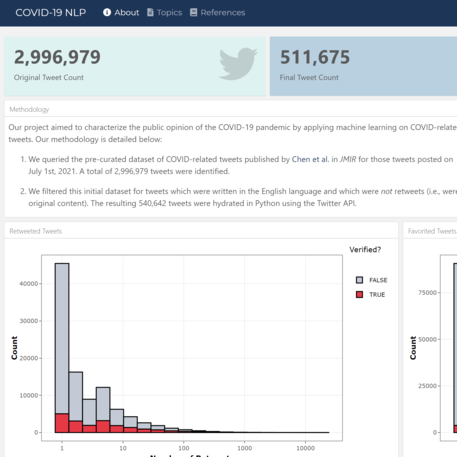 COVID-19 NLP About Topics References
2,996,979
Original Tweet Count
511,675
Final Tweet Count
Methodology
Our project aimed to characterize the public opinion of the COVID-19 pandemic by applying machine learning on
tweets. Our methodology is detailed below:
1. We queried the pre-curated dataset of COVID-related tweets published by Chen et al. in JMIR for those tweets posted on
July 1st, 2021. A total of 2,996,979 tweets were identified.
2. We filtered this initial dataset for tweets which were written in the English language and which were not retweets (i.e.,
original content). The resulting 540,642 tweets were hydrated in Python using the Twitter API.
Retweeted Tweets
Favorited Tweets
Verified?
FALSE
TRUE
Count
40000
30000
20000
10000
0
1 10 100 1000 10000
Count
75000
50000
25000
0